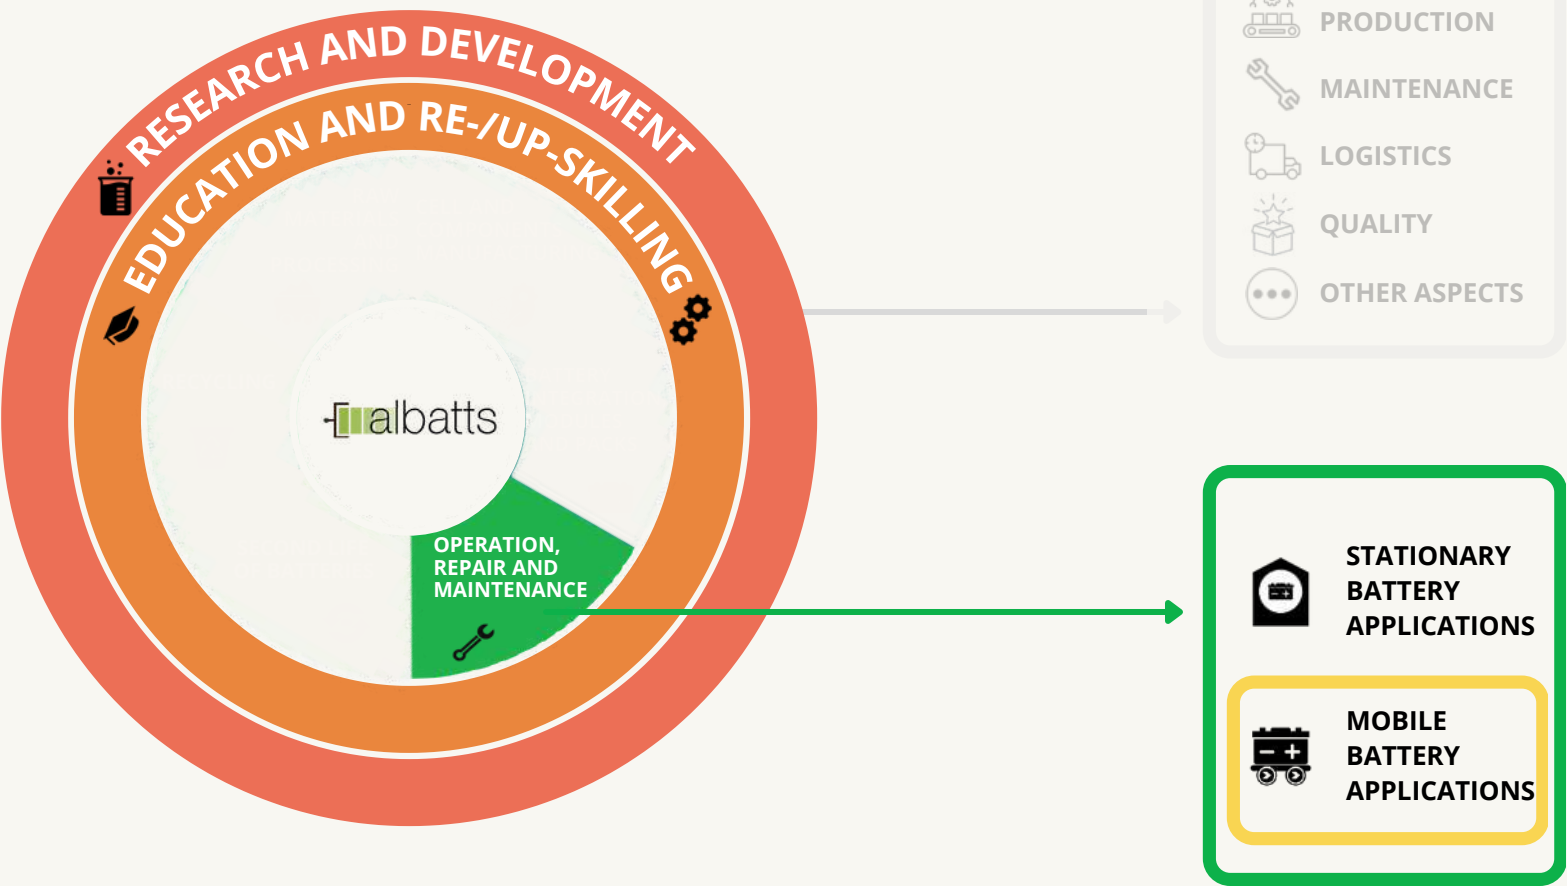 RESEARCH AND DEVELOPMENT
EDUCATION AND RE-/UP-SKILLING
albatts
OPERATION,
REPAIR AND
MAINTENANCE
PRODUCTION
MAINTENANCE
LOGISTICS
QUALITY
OTHER ASPECTS
STATIONARY
BATTERY
APPLICATIONS
MOBILE
BATTERY
APPLICATIONS